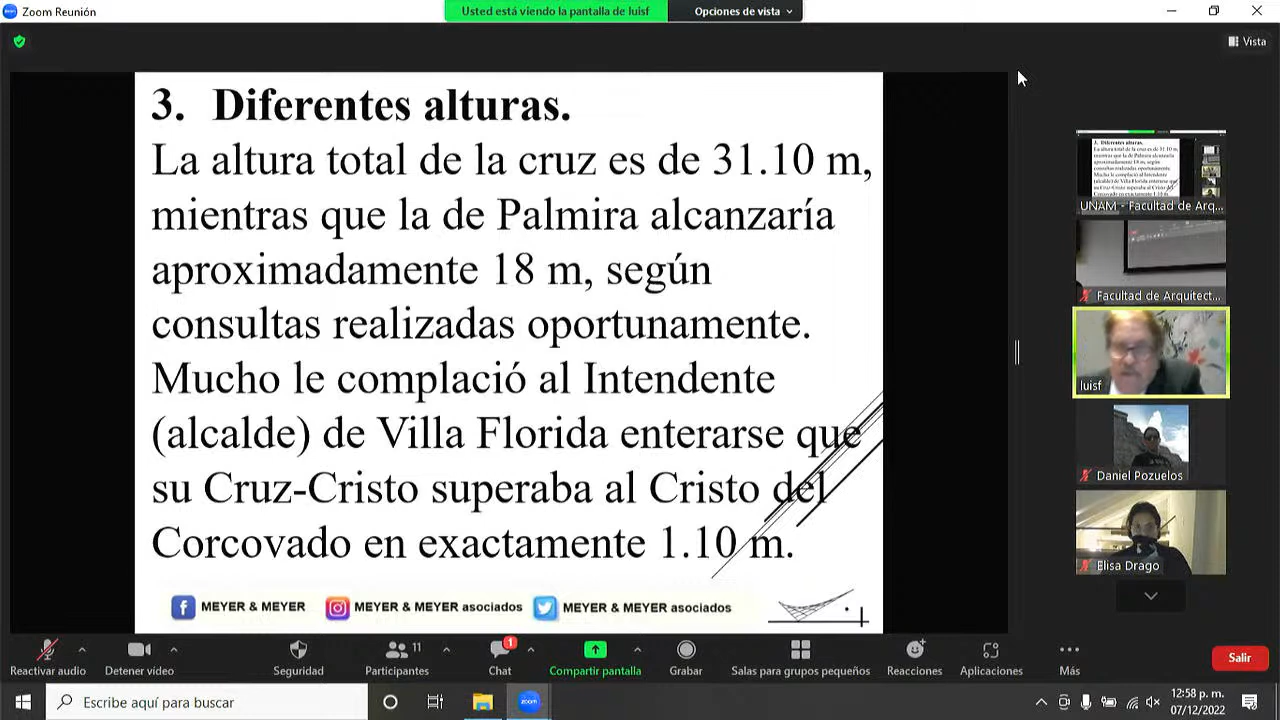 Zoom Reunión
Usted está viendo la pantalla de luisf
Opciones de vista
Vista
3. Diferentes alturas.
La altura total de la cruz es de 31.10 m,
mientras que la de Palmira alcanzaría
aproximadamente 18 m, según
consultas realizadas oportunamente.
Mucho le complació al Intendente
(alcalde) de Villa Florida enterarse que
su Cruz-Cristo superaba al Cristo del
Corcovado en exactamente 1.10 m.
MEYER & MEYER
MEYER & MEYER asociados
MEYER & MEYER asociados
UNAM - Facultad de Arq...
Facultad de Arquitect...
luisf
Daniel Pozuelos
Elisa Drago
Reactivar audio
Detener vídeo
Seguridad
11
Participantes
1
Chat
Compartir pantalla
Grabar
Salas para grupos pequeños
Reacciones
Aplicaciones
Más
Salir
Escribe aquí para buscar
zoom
12:58 p. m.
07/12/2022